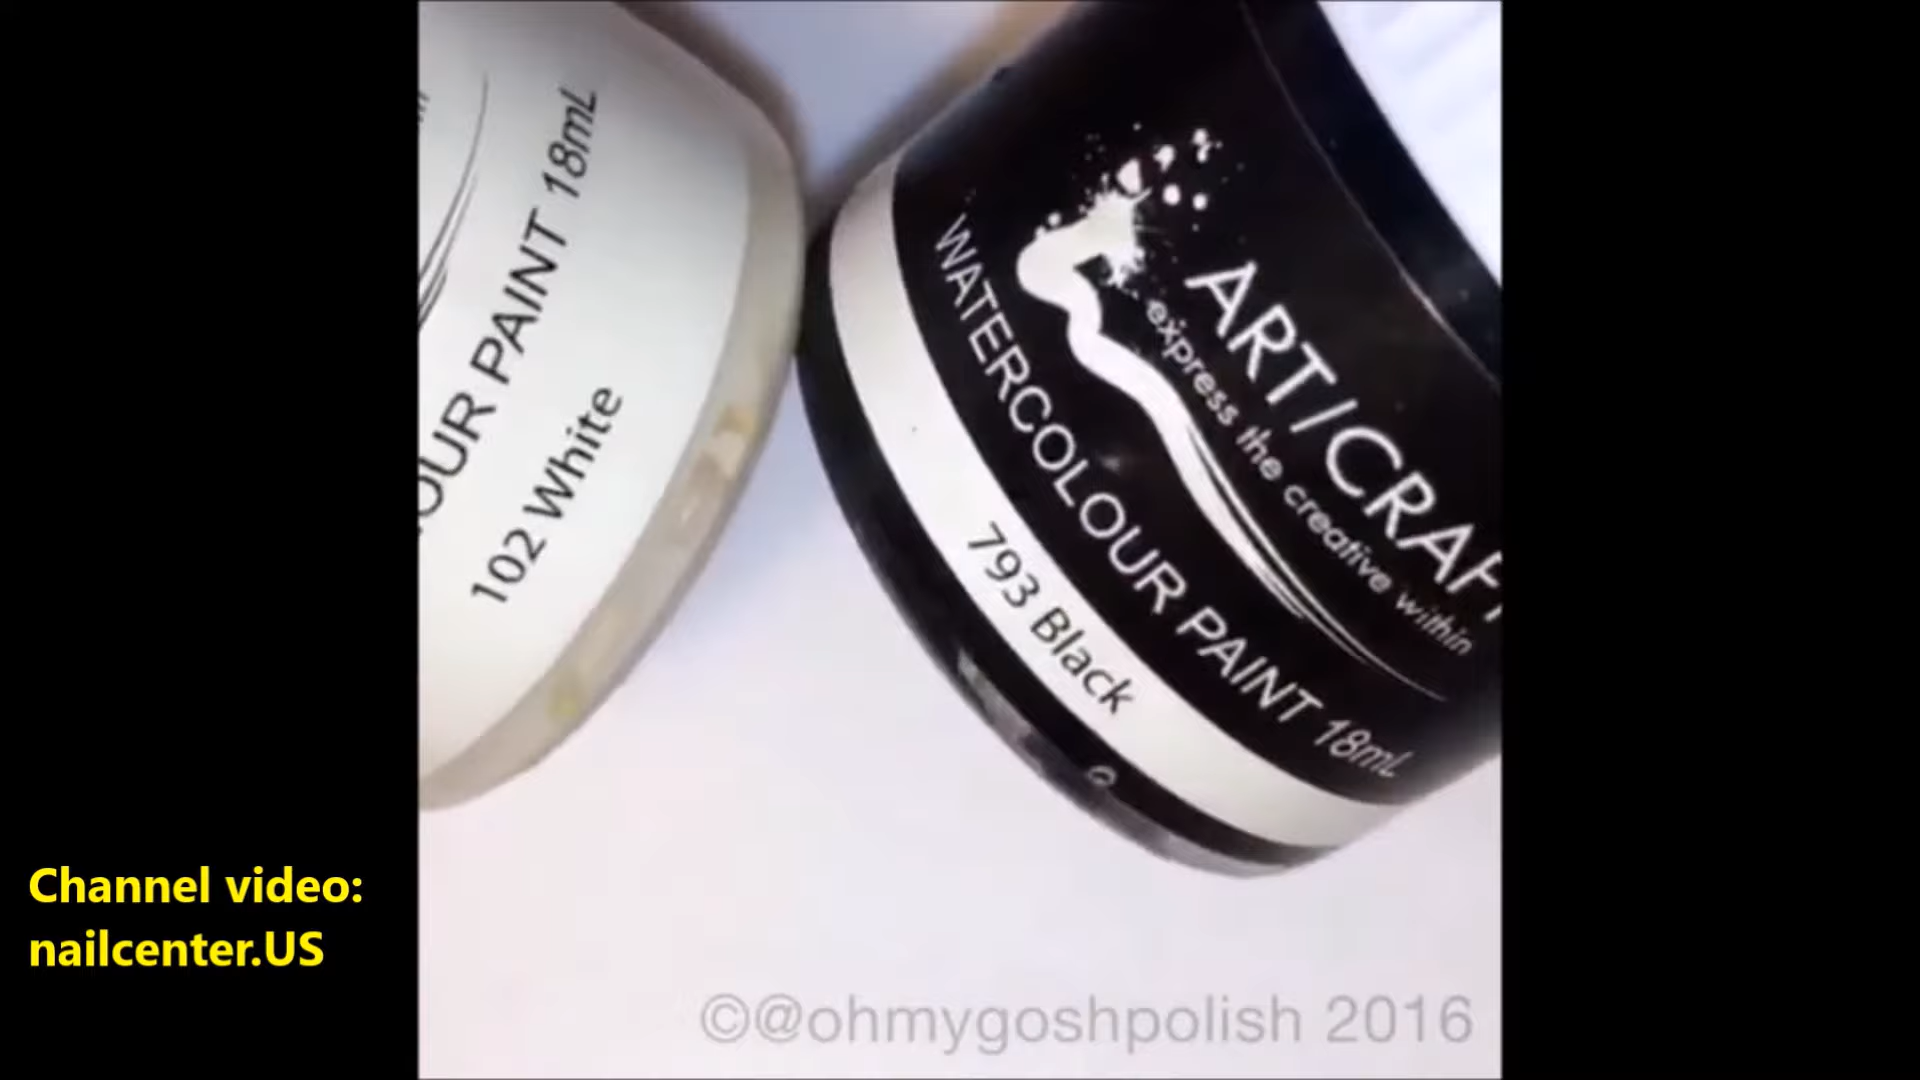 OUR PAINT 18mL
102 White
ART/CRAF
express the creative within
WATERCOLOUR PAINT 18mL
793 Black
Channel video:
nailcenter.US
©@ohmygoshpolish 2016